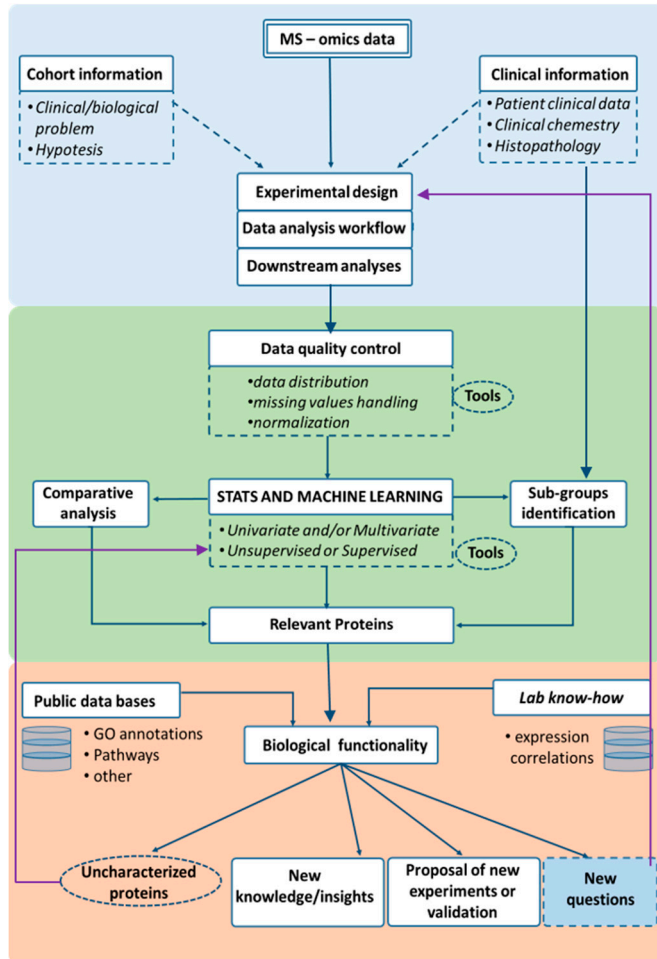 MS – omics data
Cohort information
• Clinical/biological
problem
• Hypotesis
Clinical information
• Patient clinical data
• Clinical chemestry
• Histopathology
Experimental design
Data analysis workflow
Downstream analyses
Data quality control
• data distribution
• missing values handling
• normalization
Tools
Comparative
analysis
STATS AND MACHINE LEARNING
• Univariate and/or Multivariate
• Unsupervised or Supervised
Tools
Sub-groups
identification
Relevant Proteins
Public data bases
• GO annotations
• Pathways
• other
Lab know-how
• expression
correlations
Biological functionality
Uncharacterized
proteins
New
knowledge/insights
Proposal of new
experiments or
validation
New
questions